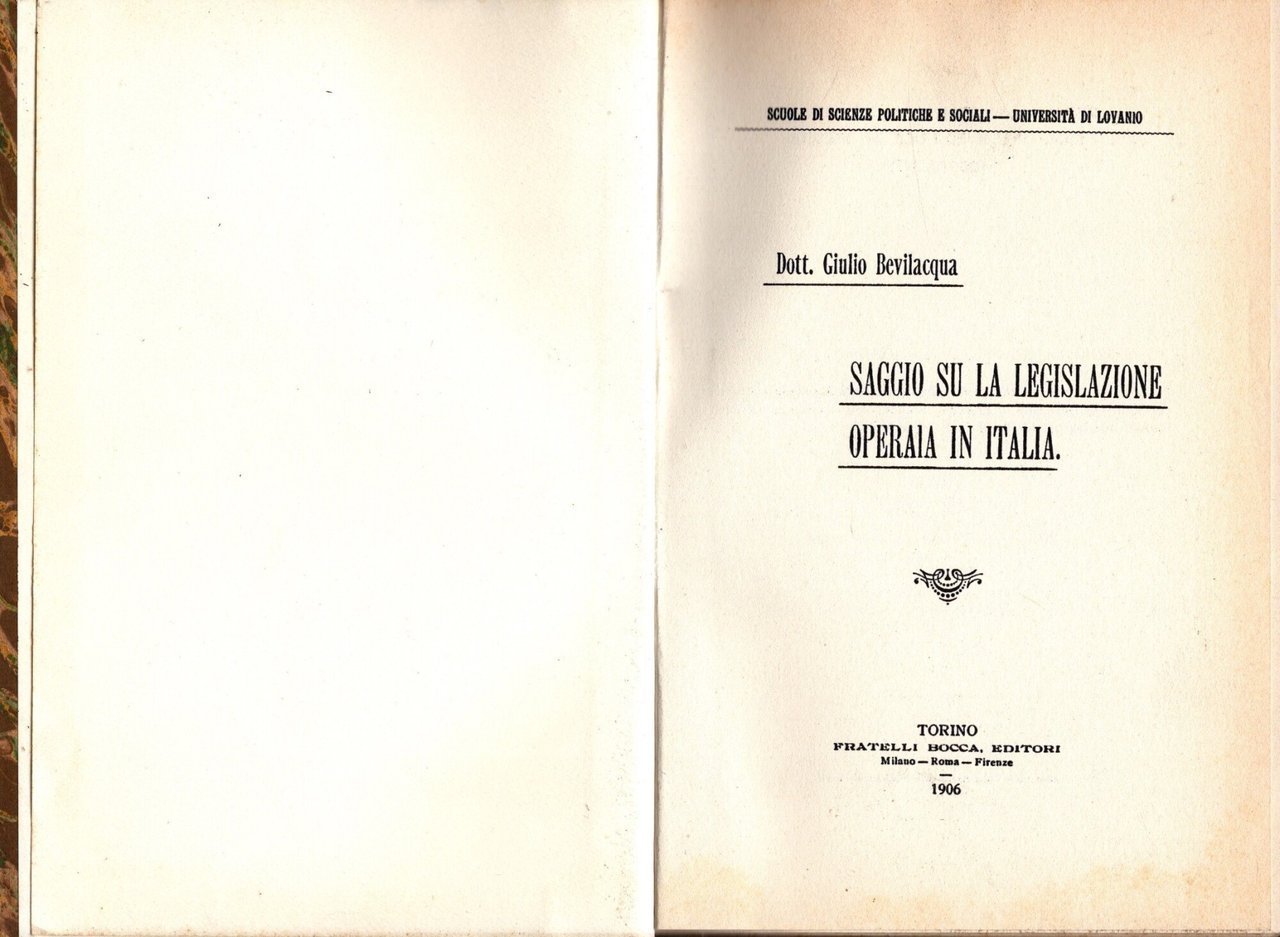 SCUOLE DI SCIENZE POLITICHE E SOCIALI — UNIVERSITÀ DI LOVANIO
Dott. Giulio Bevilacqua
SAGGIO SU LA LEGISLAZIONE
OPERAIA IN ITALIA.
TORINO
FRATELLI BOCCA, EDITORI
Milano — Roma — Firenze
1906